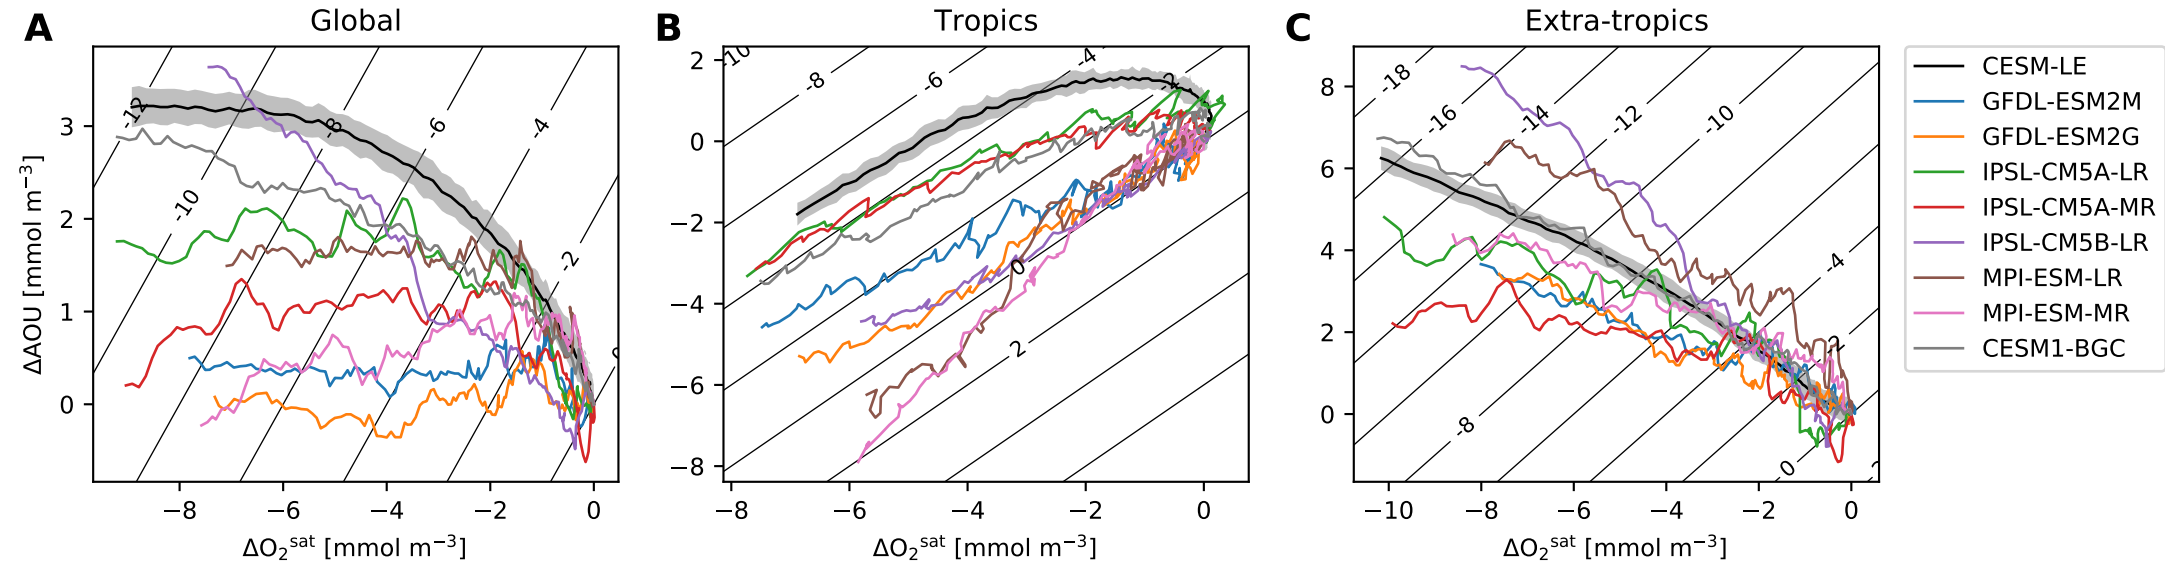 A
Global
3
2
1
0
ΔAOU [mmol m⁻³]
-12
-10
-8
-6
-4
-2
−8
−6
−4
−2
0
ΔO₂ˢᵃᵗ [mmol m⁻³]
B
Tropics
2
0
−2
−4
−6
−8
-10
-8
-6
-4
-2
0
2
−8
−6
−4
−2
0
ΔO₂ˢᵃᵗ [mmol m⁻³]
C
Extra-tropics
8
6
4
2
0
-18
-16
-14
-12
-10
-8
-4
-2
0
−10
−8
−6
−4
−2
0
ΔO₂ˢᵃᵗ [mmol m⁻³]
CESM-LE
GFDL-ESM2M
GFDL-ESM2G
IPSL-CM5A-LR
IPSL-CM5A-MR
IPSL-CM5B-LR
MPI-ESM-LR
MPI-ESM-MR
CESM1-BGC